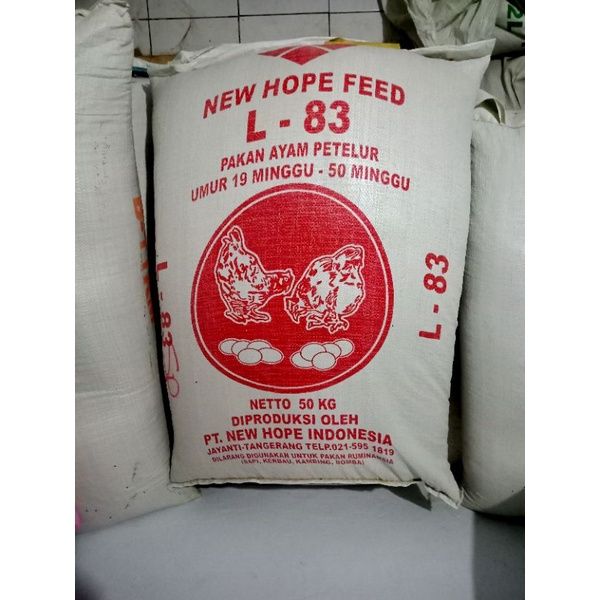 NEW HOPE FEED
L - 83
PAKAN AYAM PETELUR
UMUR 19 MINGGU - 50 MINGGU
L - 83
L - 83
NETTO 50 KG
DIPRODUKSI OLEH
PT. NEW HOPE INDONESIA
JAYANTI-TANGERANG TELP.021-595 1819
DILARANG DIGUNAKAN UNTUK PAKAN RUMINANSIA
(SAPI, KERBAU, KAMBING, DOMBA)